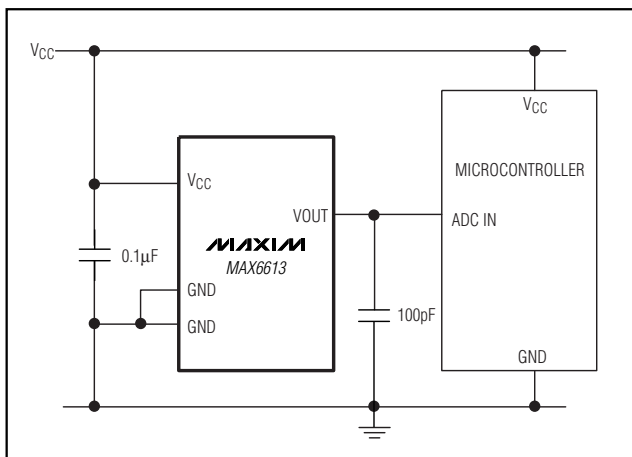 VCC
VCC
MICROCONTROLLER
VCC
VOUT
ADC IN
MAXIM
MAX6613
0.1μF
GND
GND
100pF
GND